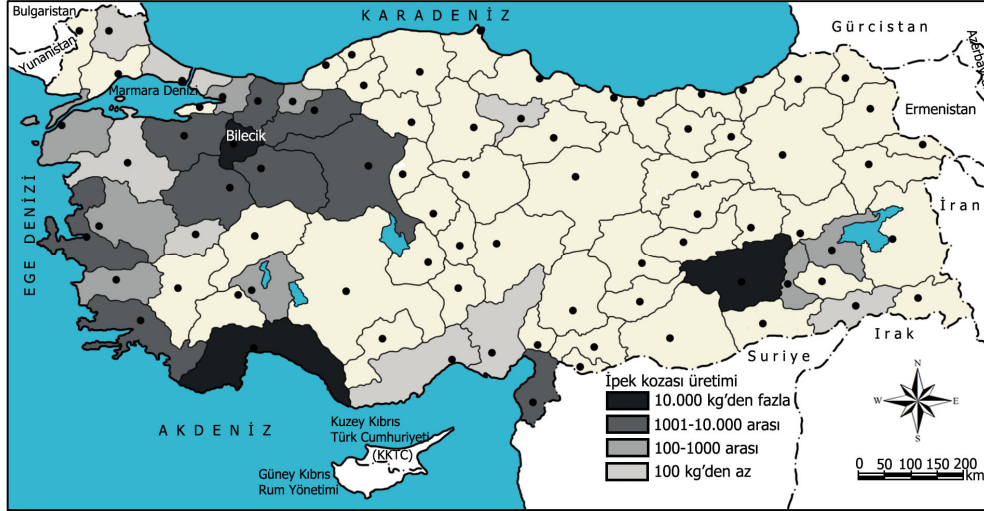 Bulgaristan
KARADENİZ
Gürcistan
Yunanistan
Marmara Denizi
Ermenistan
Bilecik
EGE DENİZİ
İran
Irak
Suriye
AKDENİZ
Kuzey Kıbrıs
Türk Cumhuriyeti
(KKTC)
Güney Kıbrıs
Rum Yönetimi
İpek kozası üretimi
10.000 kg'den fazla
1001-10.000 arası
100-1000 arası
100 kg'den az
N
W E
S
0 50 100 150 200
km